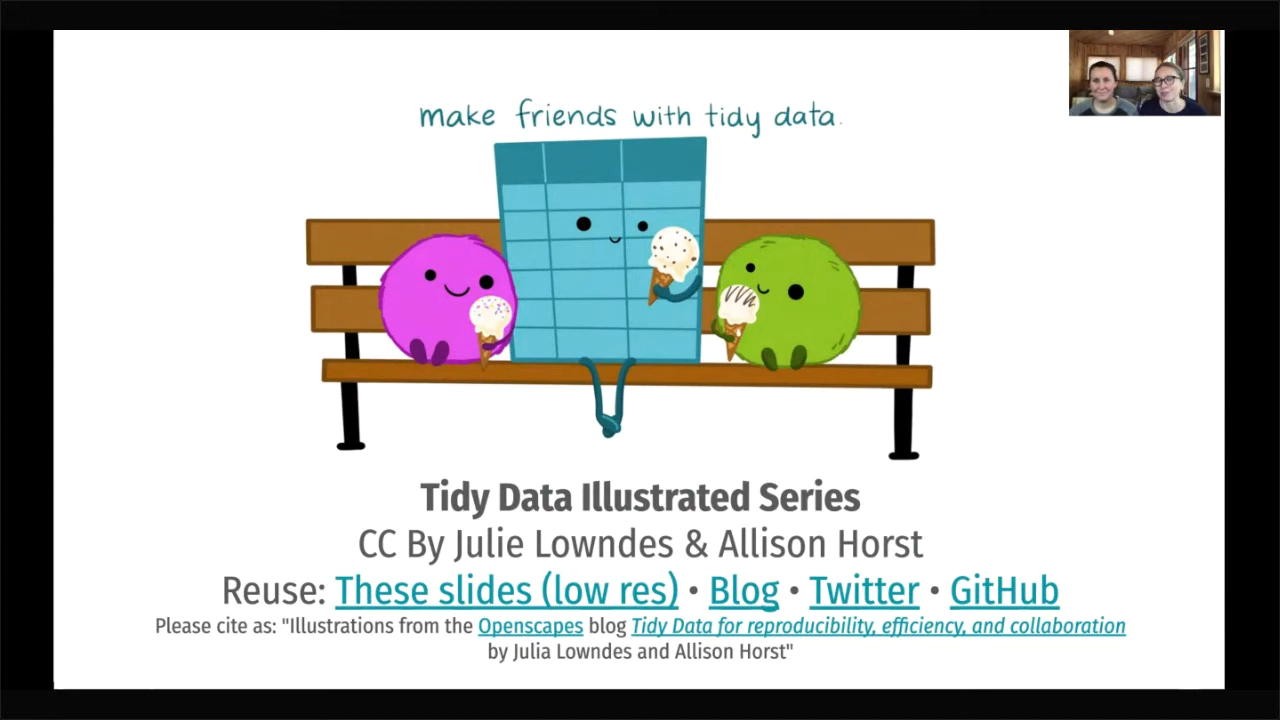 make friends with tidy data.
Tidy Data Illustrated Series
CC By Julie Lowndes & Allison Horst
Reuse: These slides (low res) • Blog • Twitter • GitHub
Please cite as: "Illustrations from the Openscapes blog Tidy Data for reproducibility, efficiency, and collaboration
by Julia Lowndes and Allison Horst"